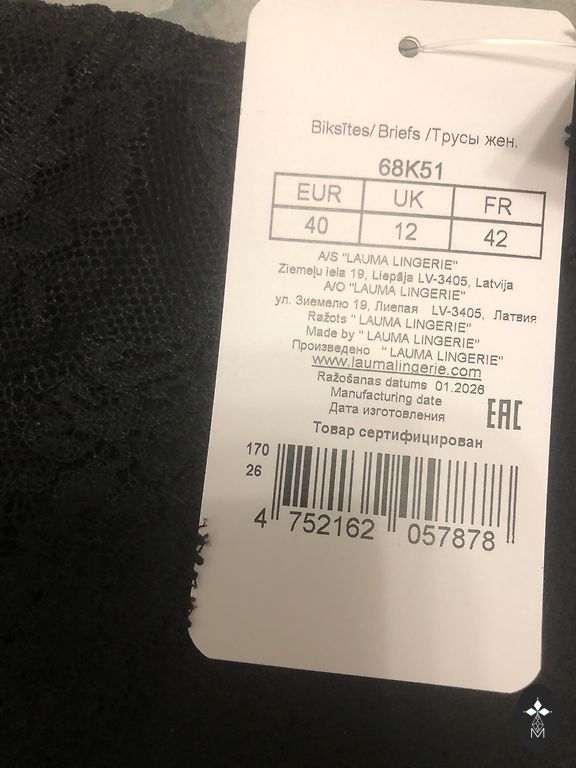 Biksītes/ Briefs /Трусы жен.
68K51
EUR UK FR
40 12 42
A/S "LAUMA LINGERIE"
Ziemeļu iela 19, Liepāja LV-3405, Latvija
A/O "LAUMA LINGERIE"
ул. Зиемелю 19, Лиепая LV-3405, Латвия
Ražots " LAUMA LINGERIE"
Made by " LAUMA LINGERIE"
Произведено " LAUMA LINGERIE"
www.laumalingerie.com
Ražošanas datums 01.2026
Manufacturing date
Дата изготовления
EAC
Товар сертифицирован
170
26
4 752162 057878
M